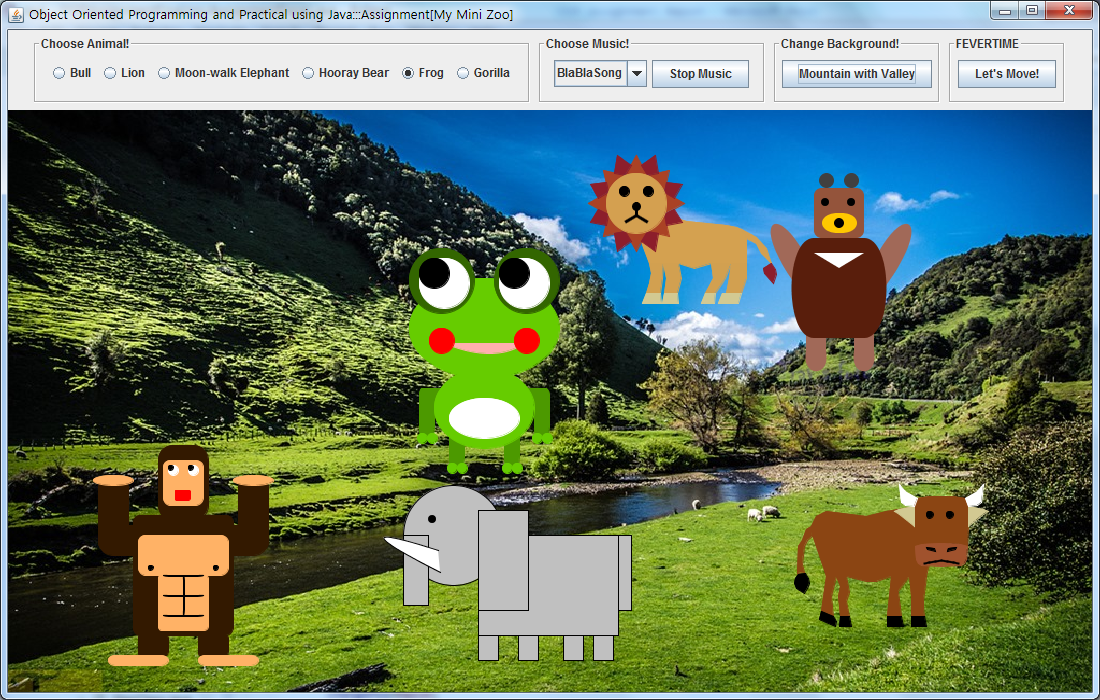 Object Oriented Programming and Practical using Java:::Assignment[My Mini Zoo]
Choose Animal!
Bull Lion Moon-walk Elephant Hooray Bear Frog Gorilla
Choose Music!
BlaBlaSong Stop Music
Change Background!
Mountain with Valley
FEVERTIME
Let's Move!